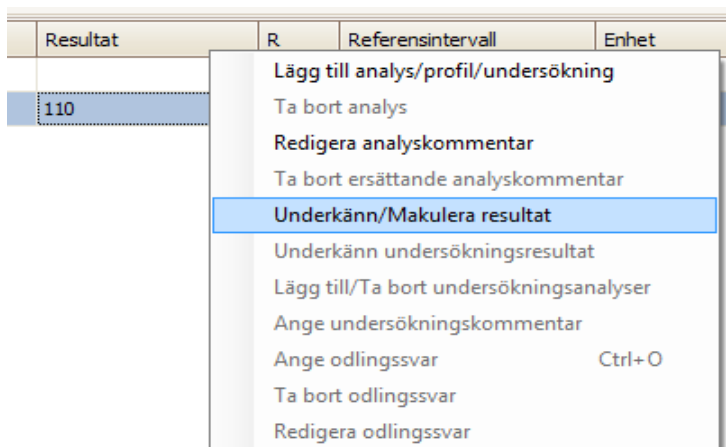 Resultat R Referensintervall Enhet
Lägg till analys/profil/undersökning
110 Ta bort analys
Redigera analyskommentar
Ta bort ersättande analyskommentar
Underkänn/Makulera resultat
Underkänn undersökningsresultat
Lägg till/Ta bort undersökningsanalyser
Ange undersökningskommentar
Ange odlingssvar Ctrl+O
Ta bort odlingssvar
Redigera odlingssvar